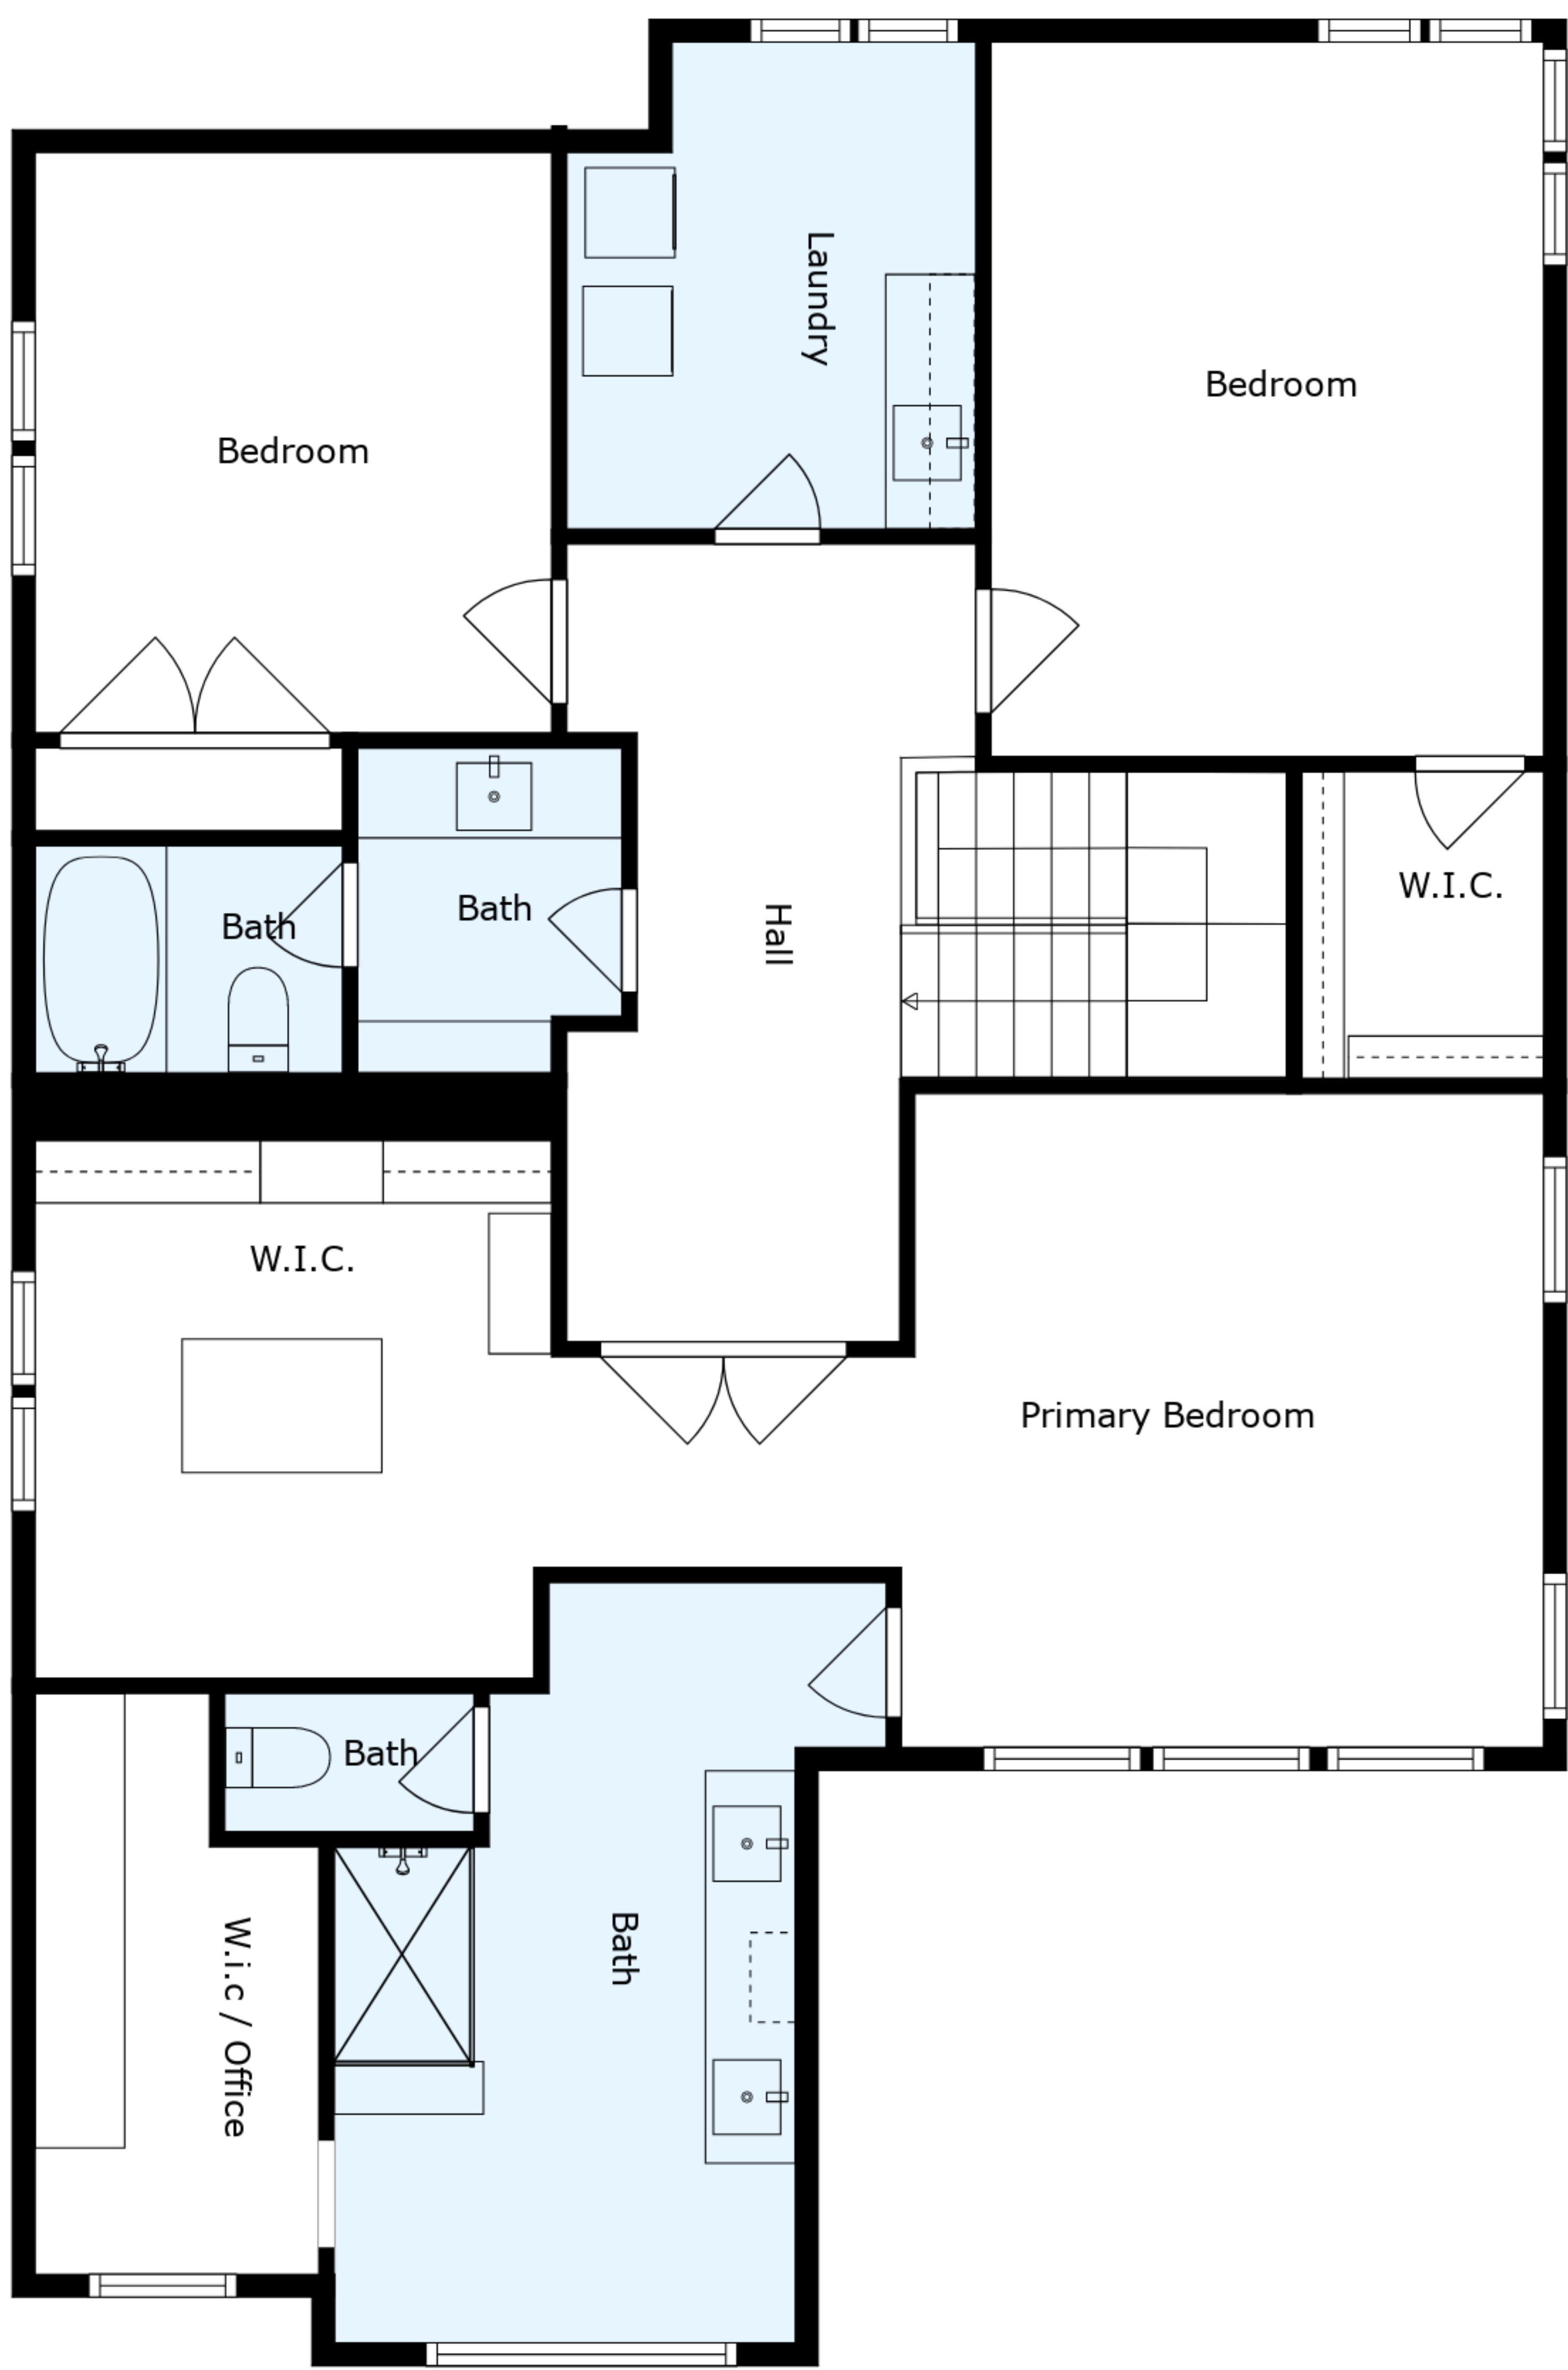 Laundry
Bedroom
Bedroom
W.I.C.
Bath
Bath
Hall
W.I.C.
Primary Bedroom
Bath
Bath
W.i.c / Office